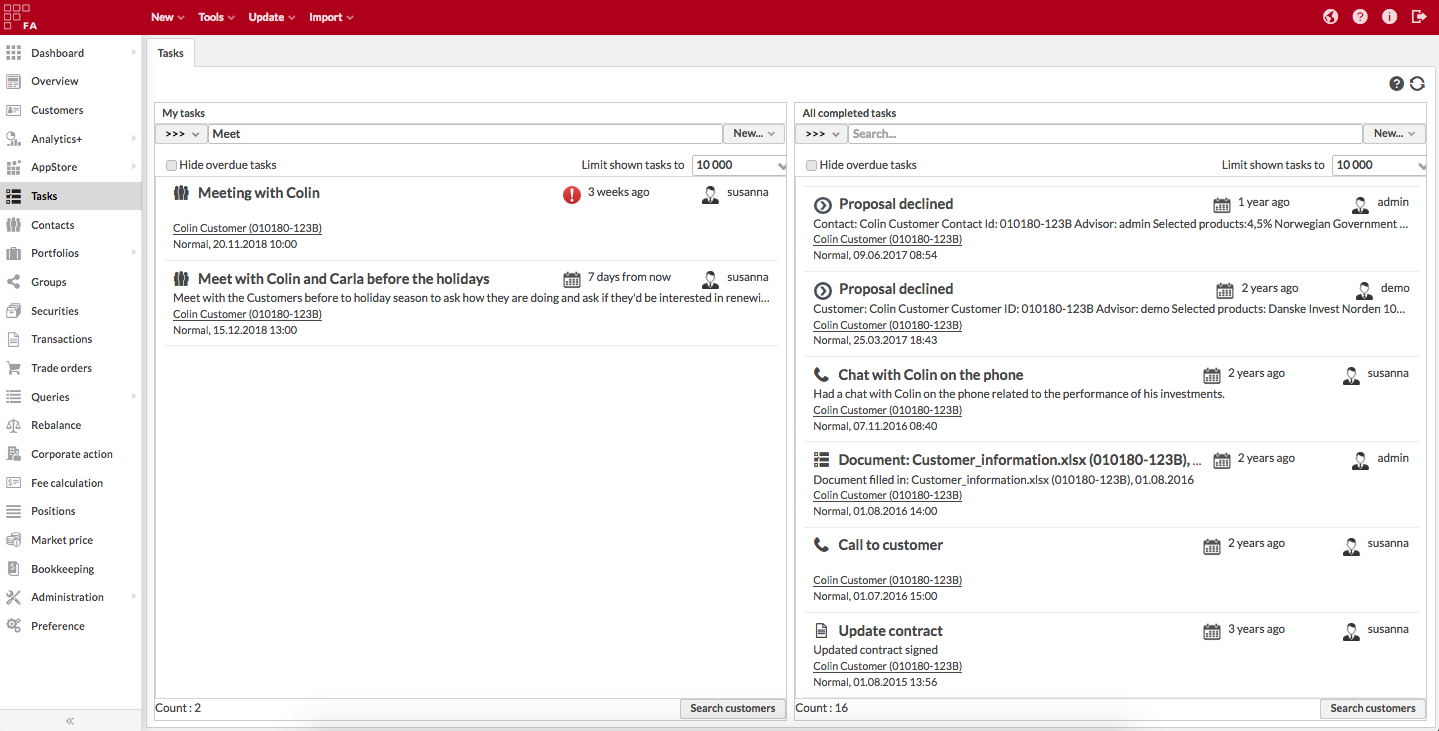 FA
New
Tools
Update
Import
Dashboard
Overview
Customers
Analytics+
AppStore
Tasks
Contacts
Portfolios
Groups
Securities
Transactions
Trade orders
Queries
Rebalance
Corporate action
Fee calculation
Positions
Market price
Bookkeeping
Administration
Preference
«
Tasks
My tasks
>>> Meet New...
Hide overdue tasks Limit shown tasks to 10 000
Meeting with Colin 3 weeks ago susanna
Colin Customer (010180-123B)
Normal, 20.11.2018 10:00
Meet with Colin and Carla before the holidays 7 days from now susanna
Meet with the Customers before to holiday season to ask how they are doing and ask if they'd be interested in renewi...
Colin Customer (010180-123B)
Normal, 15.12.2018 13:00
Count : 2 Search customers
All completed tasks
>>> Search... New...
Hide overdue tasks Limit shown tasks to 10 000
Proposal declined 1 year ago admin
Contact: Colin Customer Contact Id: 010180-123B Advisor: admin Selected products:4,5% Norwegian Government ...
Colin Customer (010180-123B)
Normal, 09.06.2017 08:54
Proposal declined 2 years ago demo
Customer: Colin Customer Customer ID: 010180-123B Advisor: demo Selected products: Danske Invest Norden 10...
Colin Customer (010180-123B)
Normal, 25.03.2017 18:43
Chat with Colin on the phone 2 years ago susanna
Had a chat with Colin on the phone related to the performance of his investments.
Colin Customer (010180-123B)
Normal, 07.11.2016 08:40
Document: Customer_information.xlsx (010180-123B), ... 2 years ago admin
Document filled in: Customer_information.xlsx (010180-123B), 01.08.2016
Colin Customer (010180-123B)
Normal, 01.08.2016 14:00
Call to customer 2 years ago susanna
Colin Customer (010180-123B)
Normal, 01.07.2016 15:00
Update contract 3 years ago susanna
Updated contract signed
Colin Customer (010180-123B)
Normal, 01.08.2015 13:56
Count : 16 Search customers